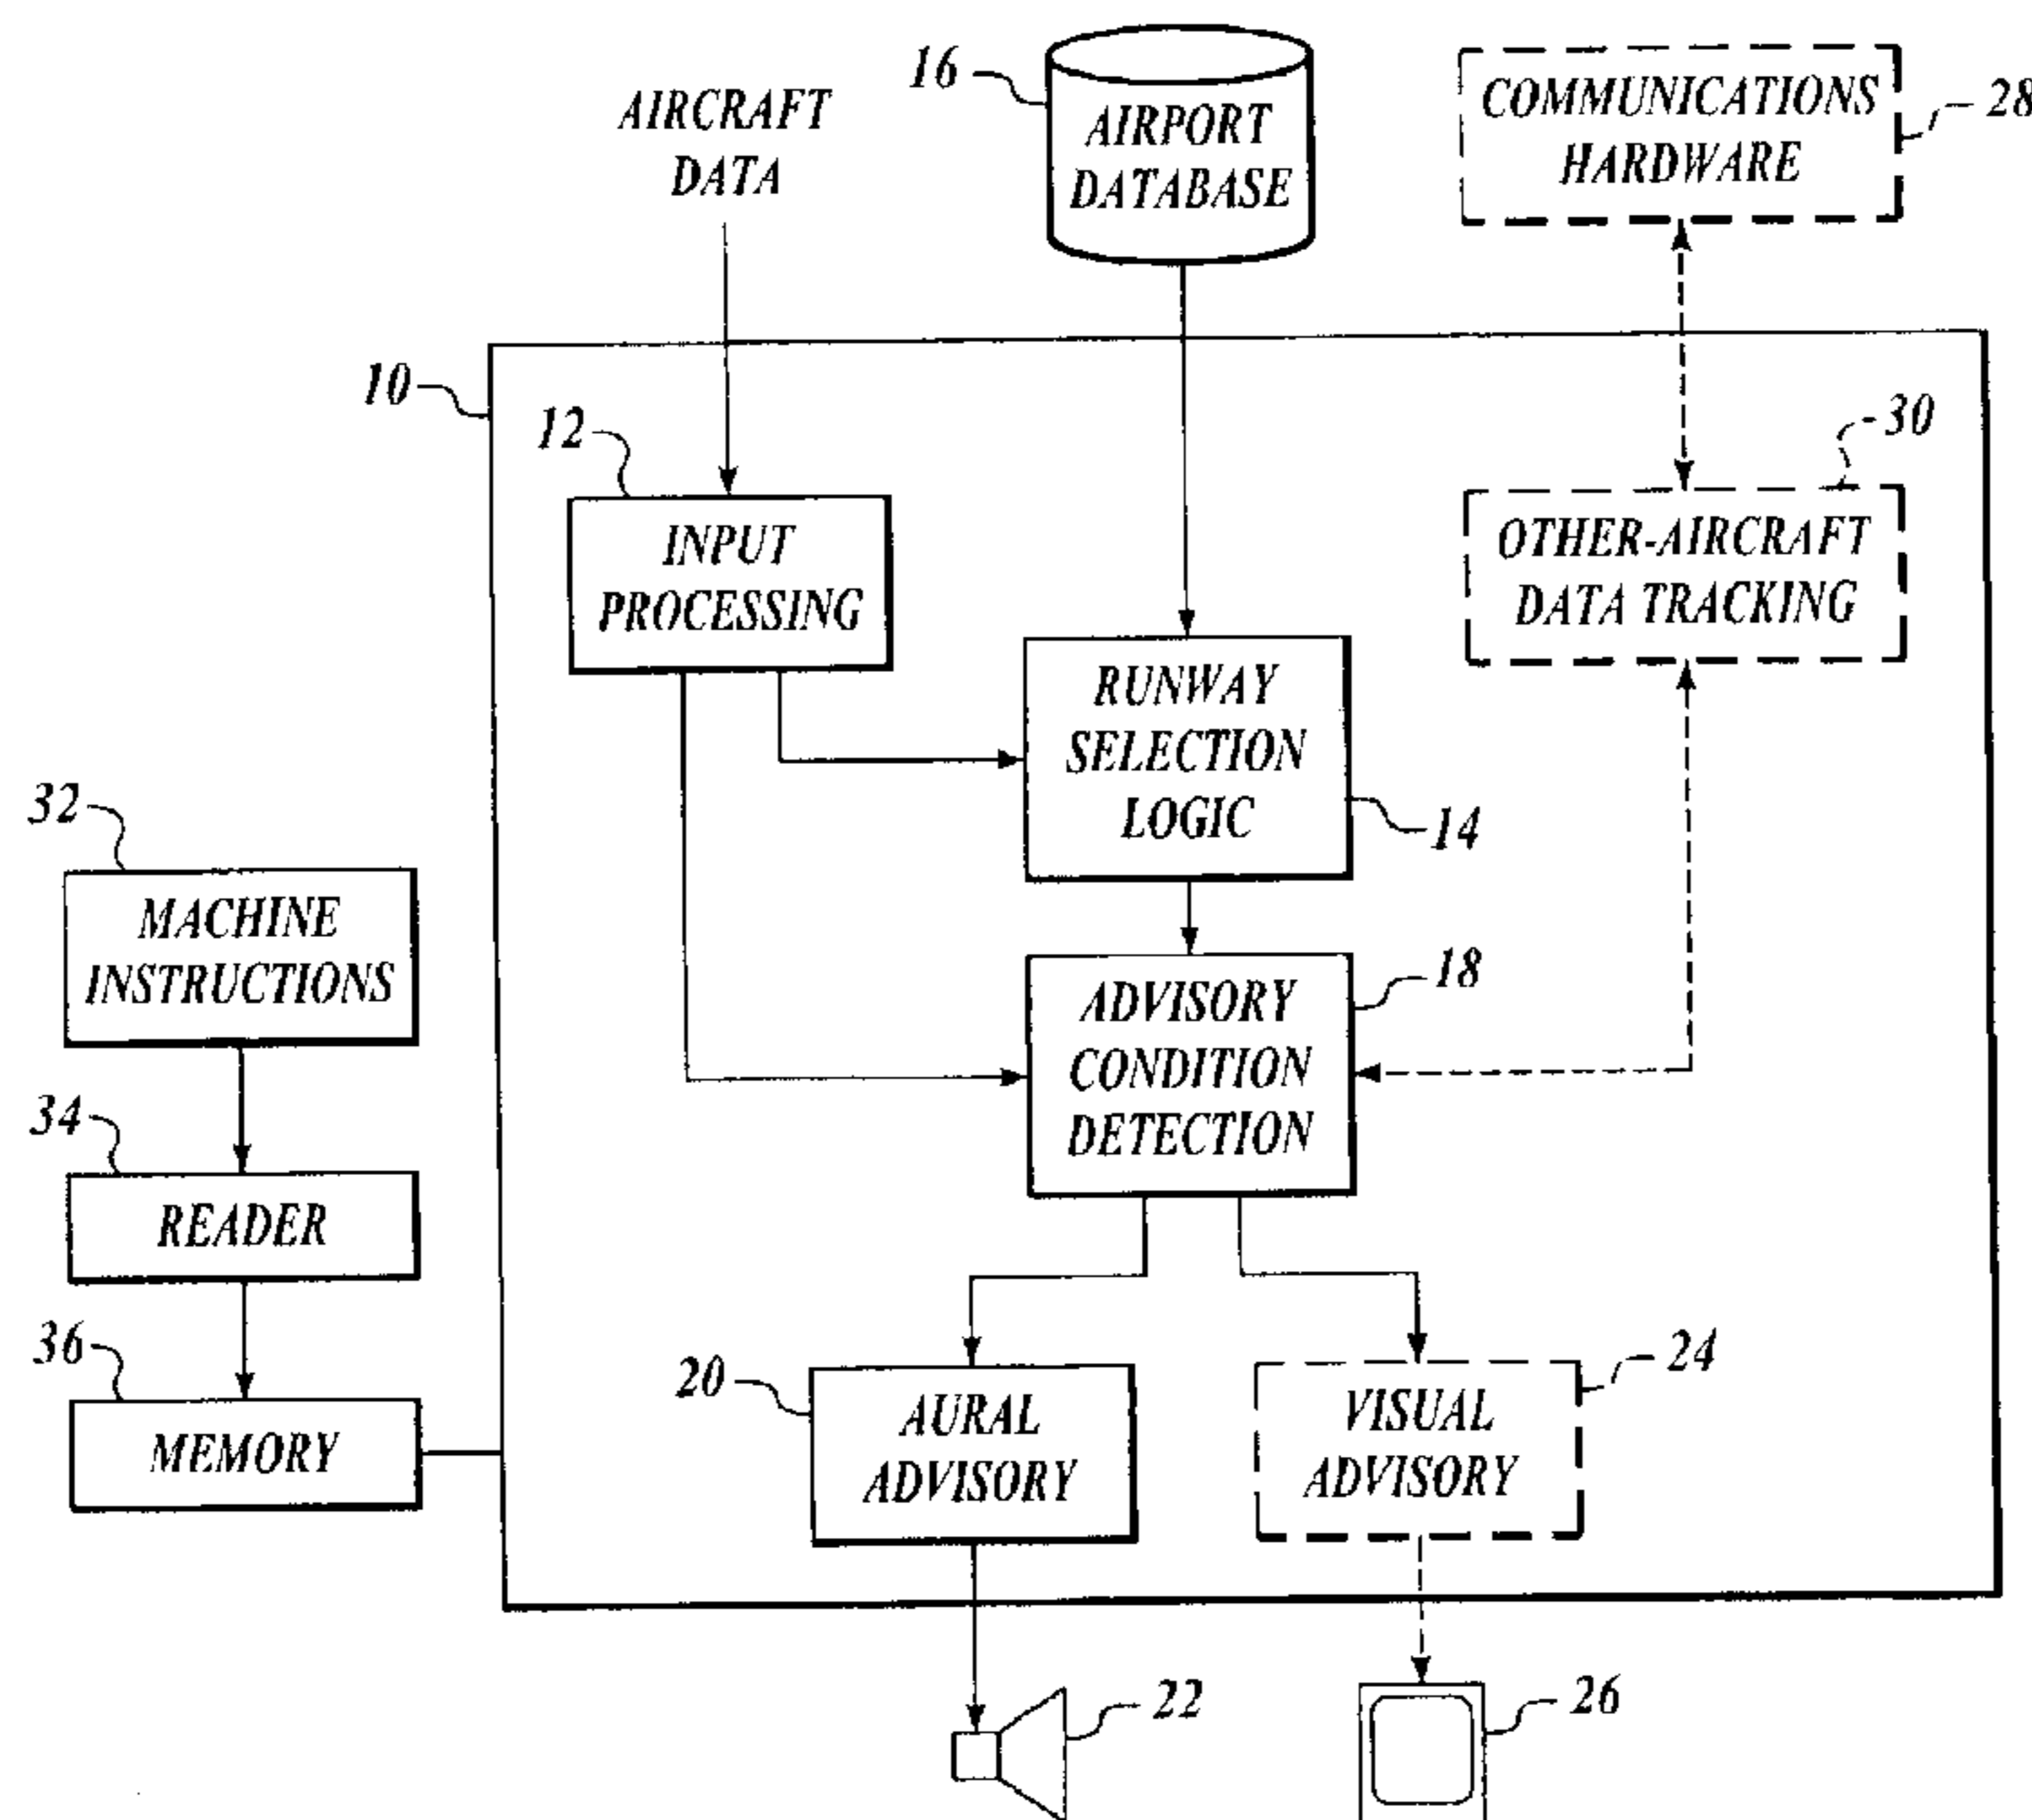 16
AIRCRAFT
DATA
AIRPORT
DATABASE
COMMUNICATIONS
HARDWARE
28
10
12
30
INPUT
PROCESSING
OTHER-AIRCRAFT
DATA TRACKING
RUNWAY
SELECTION
LOGIC
14
32
MACHINE
INSTRUCTIONS
18
ADVISORY
CONDITION
DETECTION
34
READER
36
MEMORY
20
AURAL
ADVISORY
24
VISUAL
ADVISORY
22
26